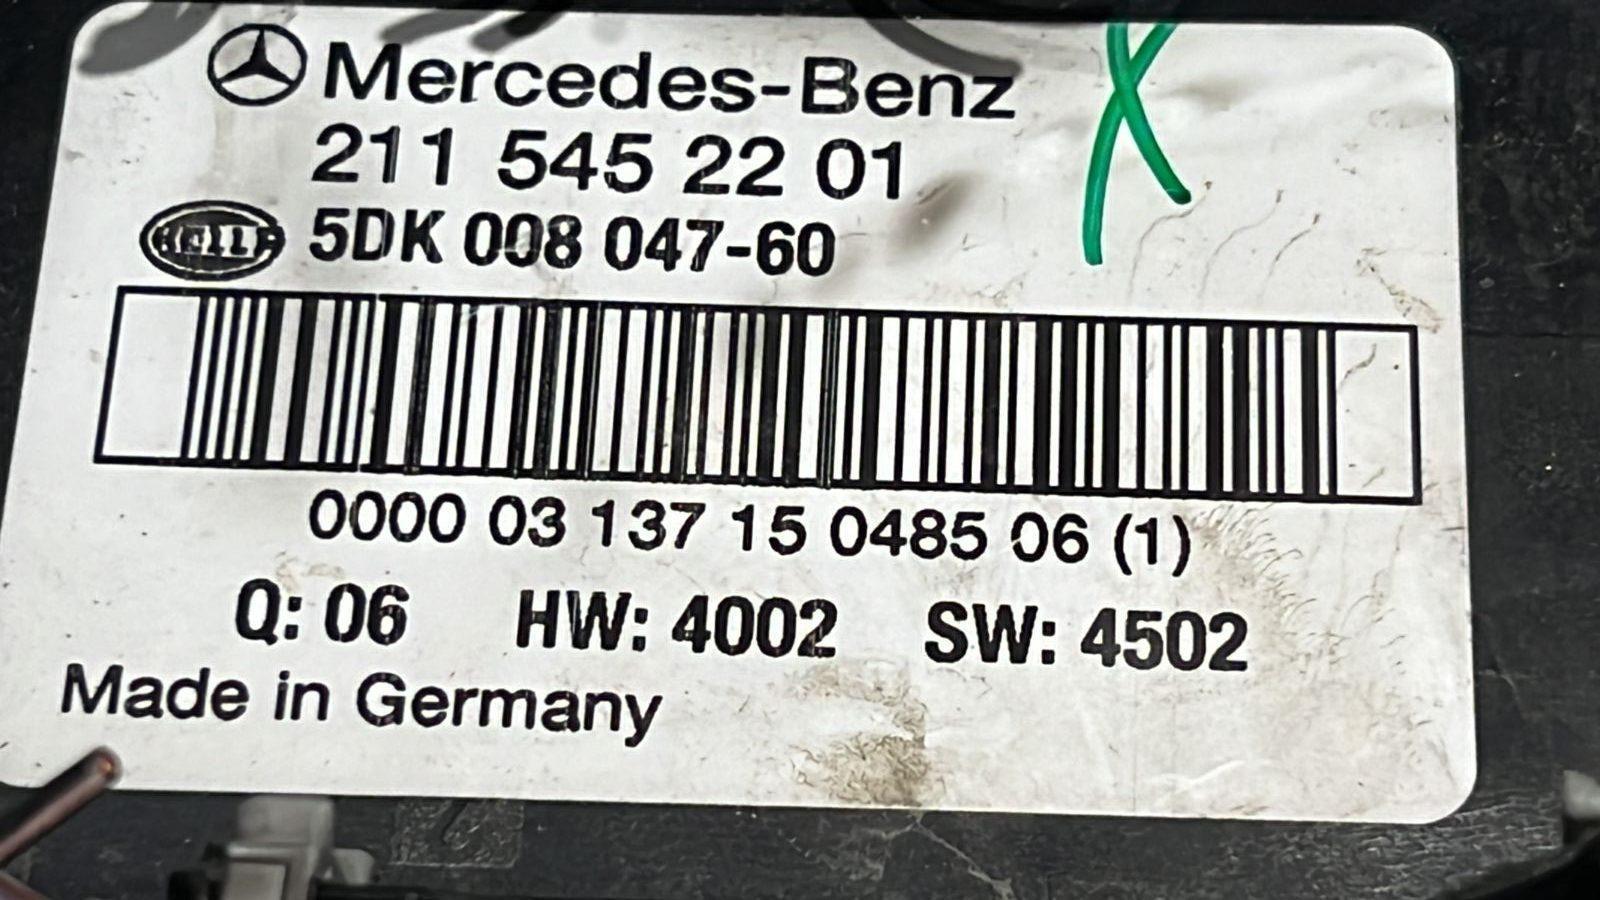 Mercedes-Benz
211 545 22 01
HELLA 5DK 008 047-60
0000 03 137 15 0485 06 (1)
Q: 06 HW: 4002 SW: 4502
Made in Germany